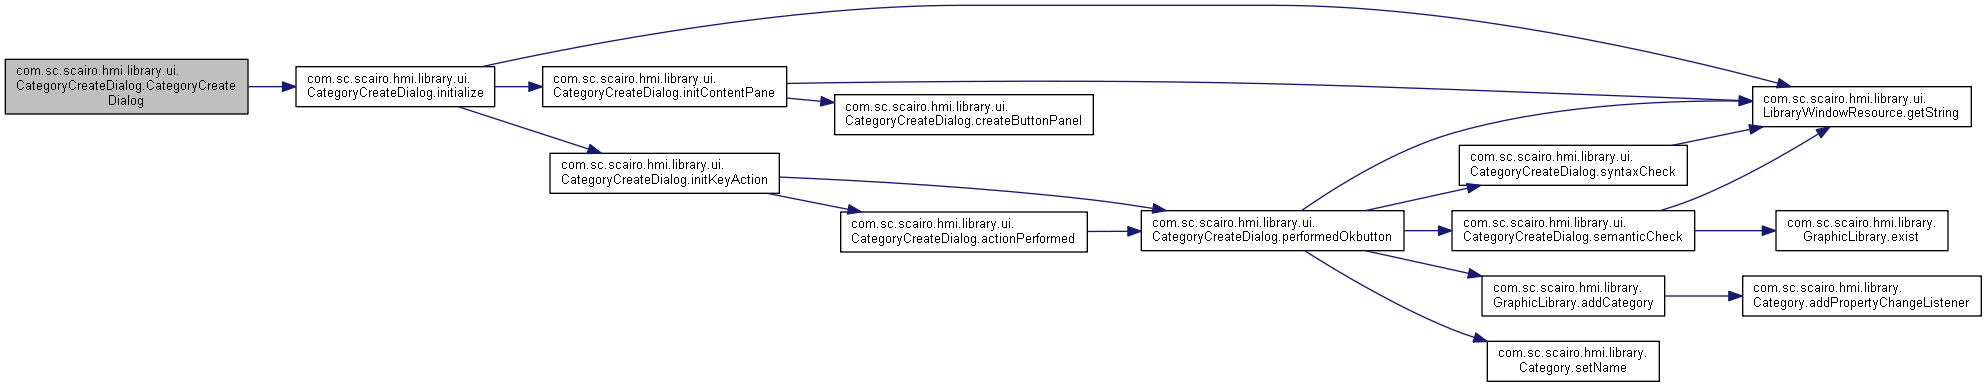 com.sc.scairo.hmi.library.ui.
CategoryCreateDialog.CategoryCreate
Dialog
com.sc.scairo.hmi.library.ui.
CategoryCreateDialog.initialize
com.sc.scairo.hmi.library.ui.
CategoryCreateDialog.initContentPane
com.sc.scairo.hmi.library.ui.
CategoryCreateDialog.createButtonPanel
com.sc.scairo.hmi.library.ui.
LibraryWindowResource.getString
com.sc.scairo.hmi.library.ui.
CategoryCreateDialog.initKeyAction
com.sc.scairo.hmi.library.ui.
CategoryCreateDialog.actionPerformed
com.sc.scairo.hmi.library.ui.
CategoryCreateDialog.performedOkbutton
com.sc.scairo.hmi.library.ui.
CategoryCreateDialog.syntaxCheck
com.sc.scairo.hmi.library.ui.
CategoryCreateDialog.semanticCheck
com.sc.scairo.hmi.library.
GraphicLibrary.exist
com.sc.scairo.hmi.library.
GraphicLibrary.addCategory
com.sc.scairo.hmi.library.
Category.addPropertyChangeListener
com.sc.scairo.hmi.library.
Category.setName